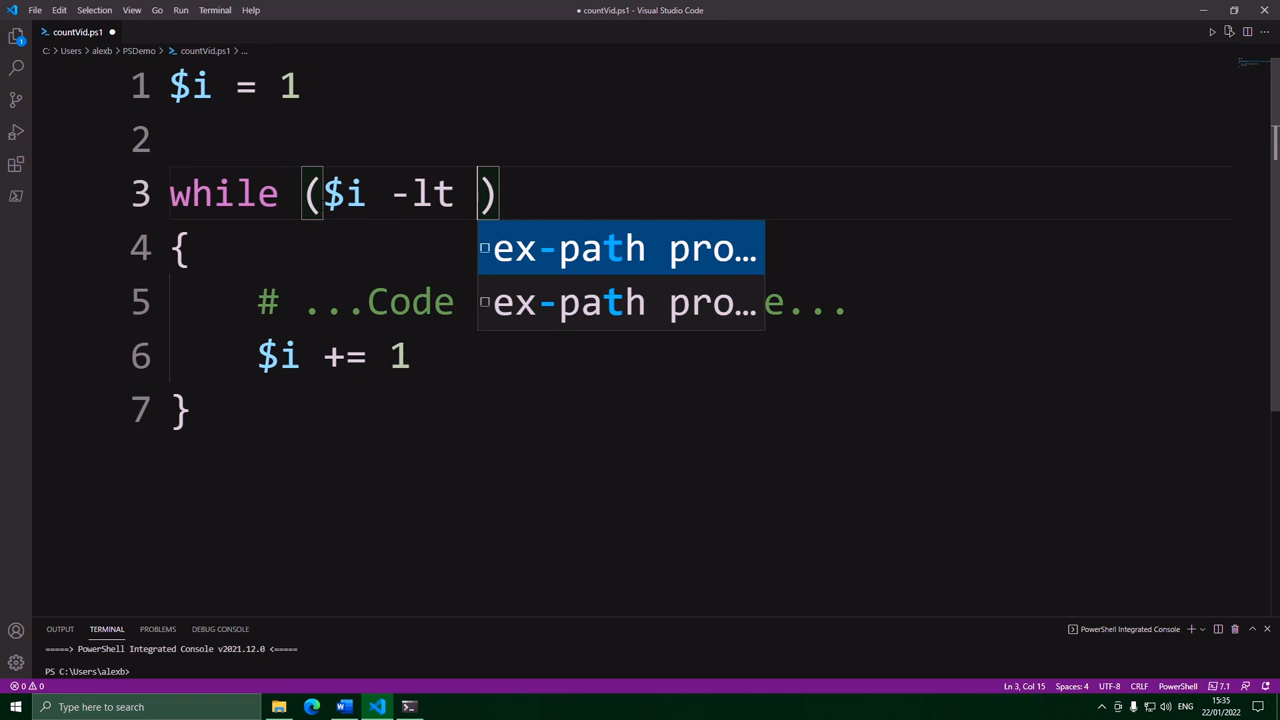 File Edit Selection View Go Run Terminal Help
● countVid.ps1 - Visual Studio Code
countVid.ps1 ●
C: > Users > alexb > PSDemo > countVid.ps1 > ...
1 $i = 1
2
3 while ($i -lt )
4 {
ex-path pro...
5 # ...Code e...
ex-path pro...
6 $i += 1
7 }
OUTPUT TERMINAL PROBLEMS DEBUG CONSOLE
PowerShell Integrated Console
=====> PowerShell Integrated Console v2021.12.0 <=====
PS C:\Users\alexb>
0 0
Ln 3, Col 15 Spaces: 4 UTF-8 CRLF PowerShell 7.1
Type here to search
ENG
15:35
22/01/2022
1